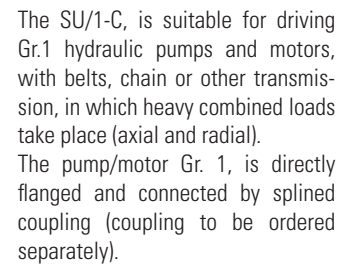 The SU/1-C, is suitable for driving
Gr.1 hydraulic pumps and motors,
with belts, chain or other transmis-
sion, in which heavy combined loads
take place (axial and radial).
The pump/motor Gr. 1, is directly
flanged and connected by splined
coupling (coupling to be ordered
separately).